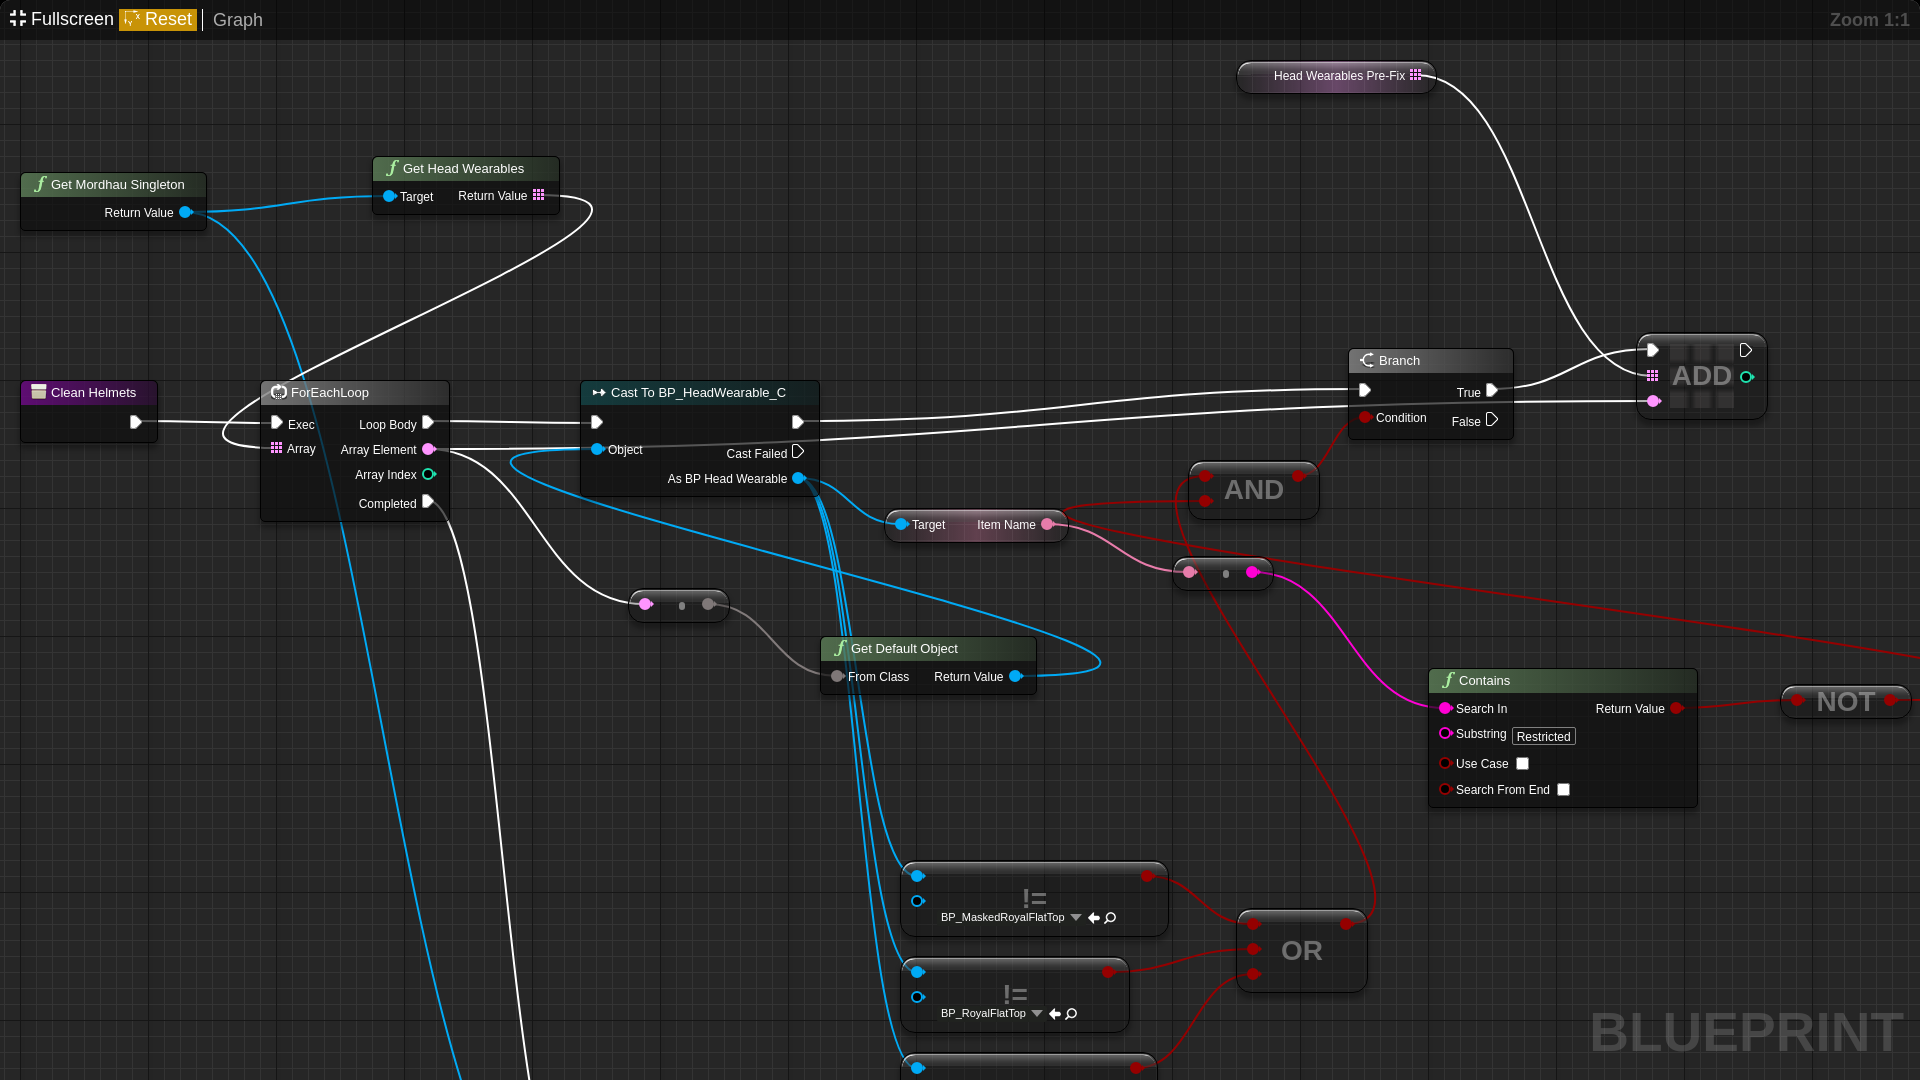 Fullscreen Reset Graph Zoom 1:1
Head Wearables Pre-Fix
Get Head Wearables
Target Return Value
Get Mordhau Singleton
Return Value
Clean Helmets
ForEachLoop
Exec Loop Body
Array Array Element
Array Index
Completed
Cast To BP_HeadWearable_C
Object
Cast Failed
As BP Head Wearable
Branch
True
Condition False
ADD
AND
Target Item Name
Get Default Object
From Class Return Value
Contains
Search In Return Value
Substring Restricted
Use Case
Search From End
NOT
!=
BP_MaskedRoyalFlatTop
!=
BP_RoyalFlatTop
OR
BLUEPRINT